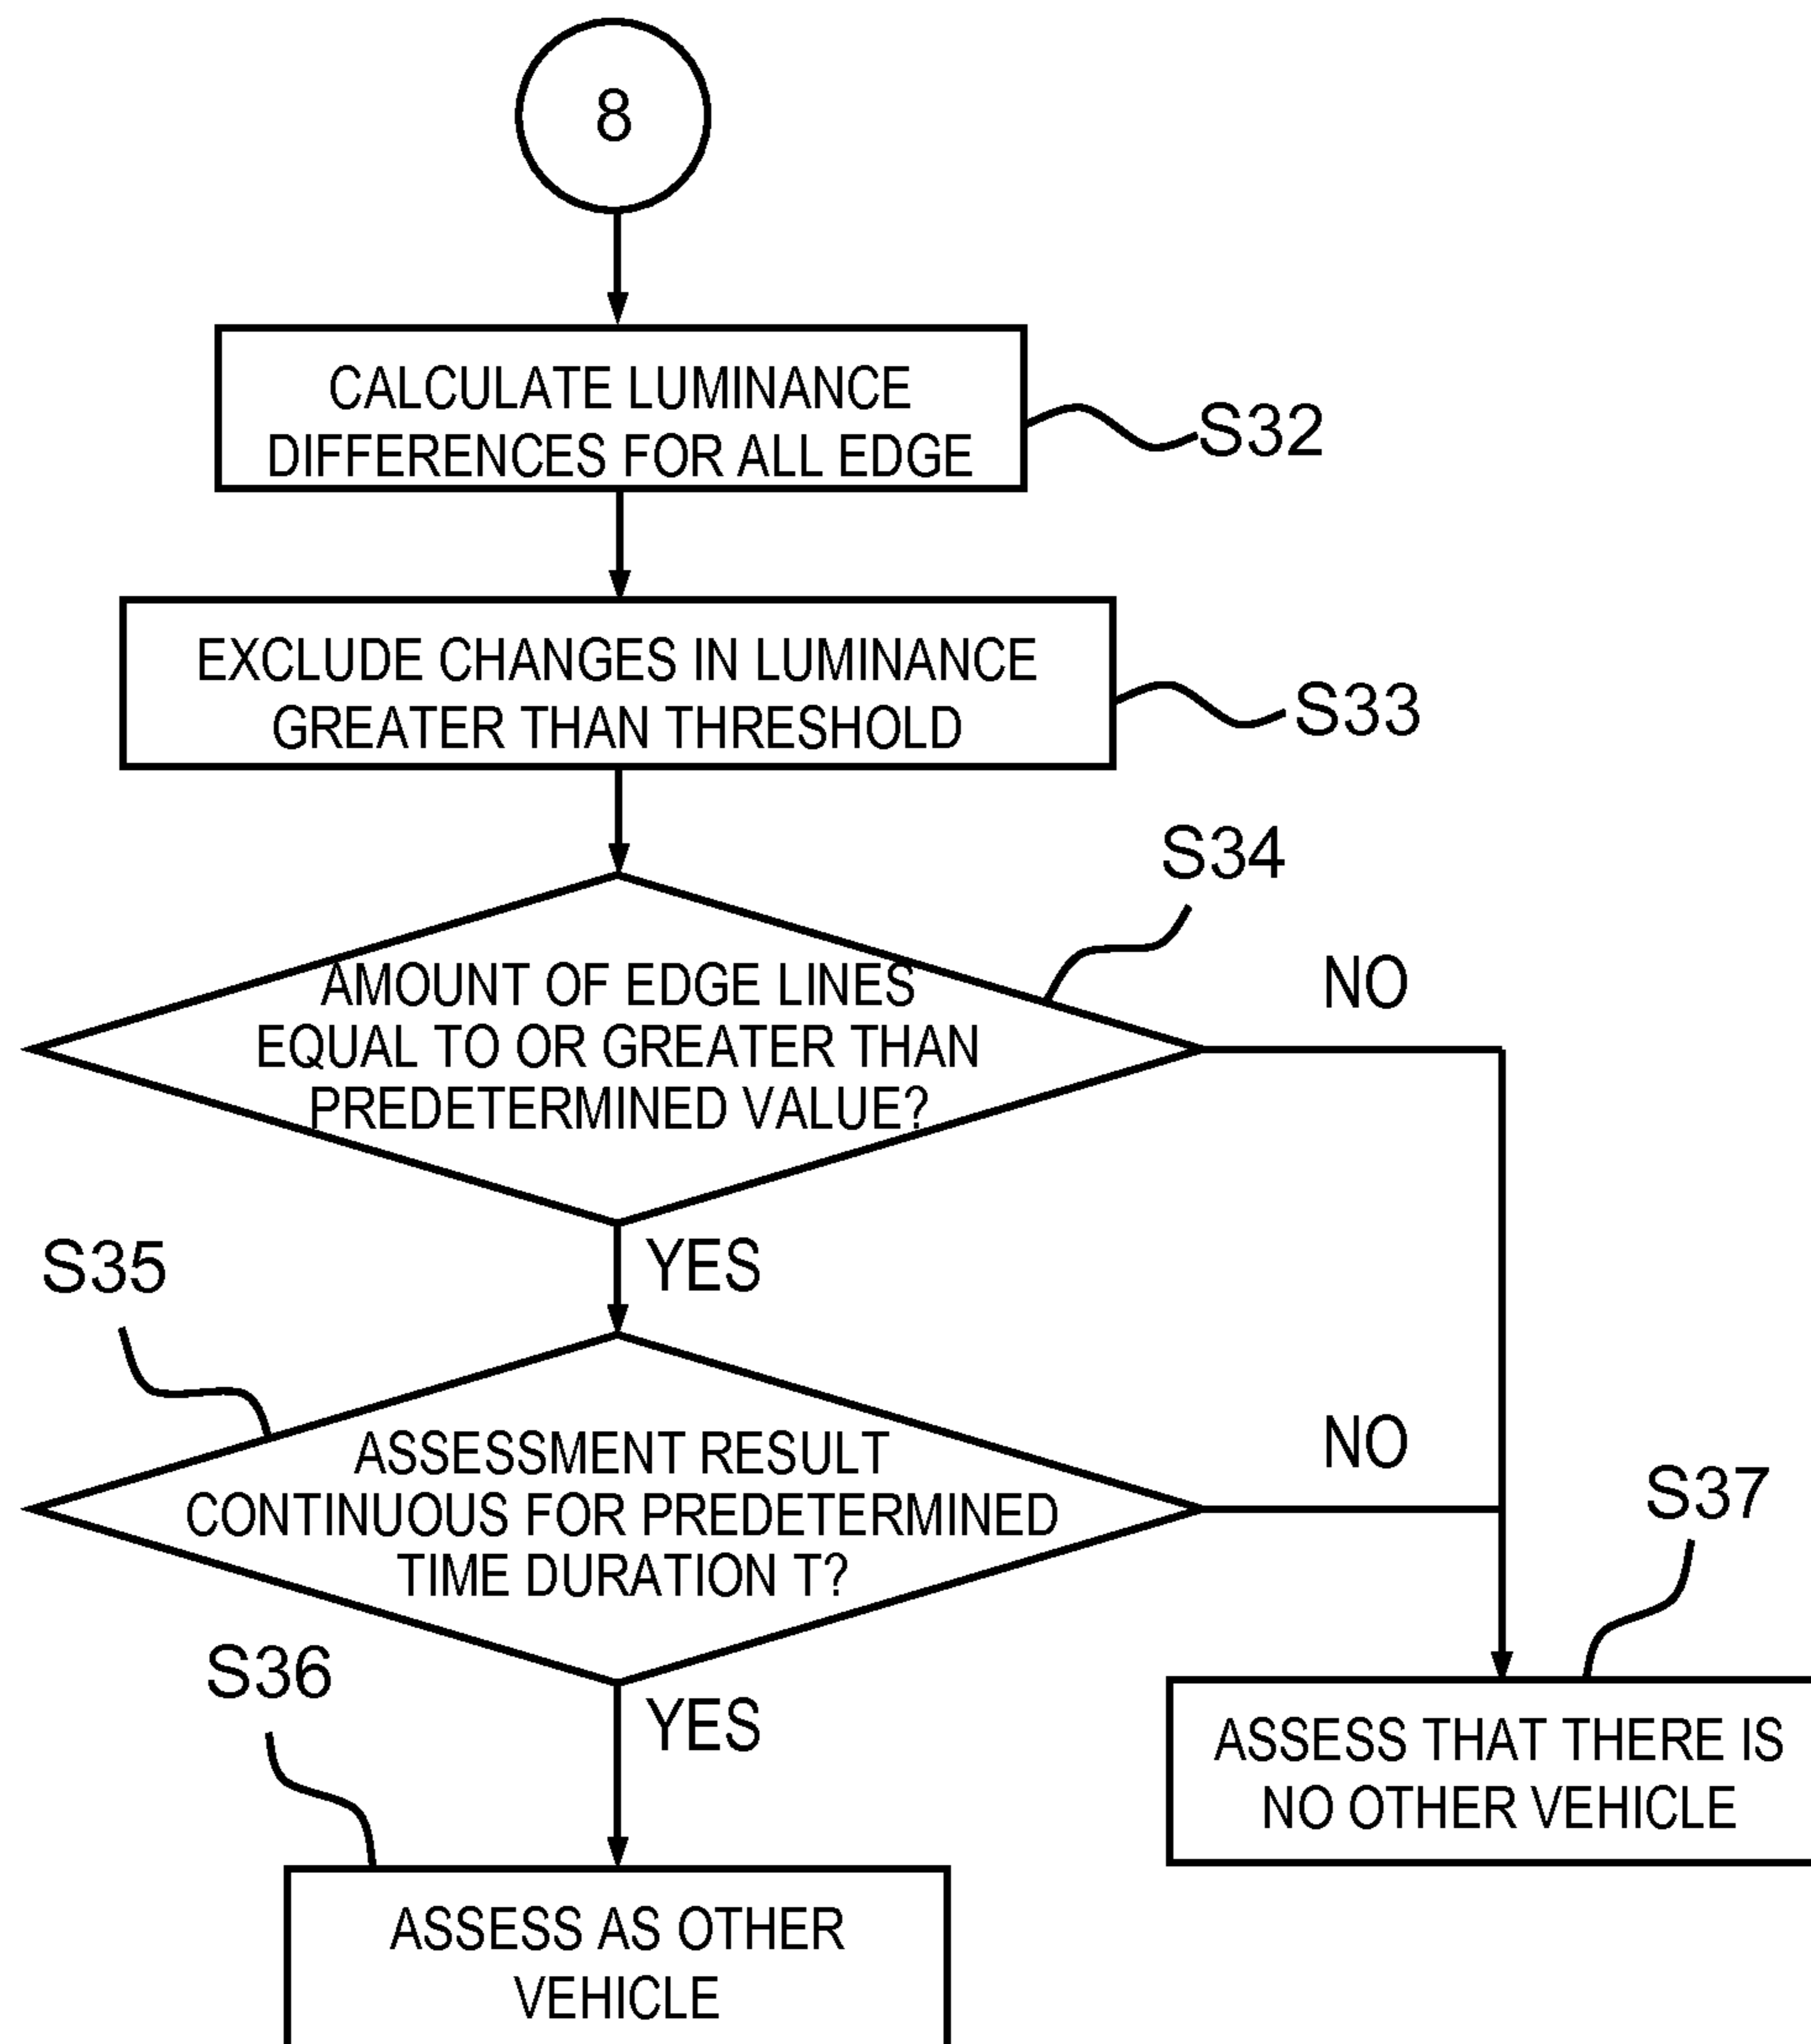 8
CALCULATE LUMINANCE
DIFFERENCES FOR ALL EDGE
S32
EXCLUDE CHANGES IN LUMINANCE
GREATER THAN THRESHOLD
S33
S34
AMOUNT OF EDGE LINES
EQUAL TO OR GREATER THAN
PREDETERMINED VALUE?
NO
YES
S35
ASSESSMENT RESULT
CONTINUOUS FOR PREDETERMINED
TIME DURATION T?
NO
S37
S36
YES
ASSESS THAT THERE IS
NO OTHER VEHICLE
ASSESS AS OTHER
VEHICLE